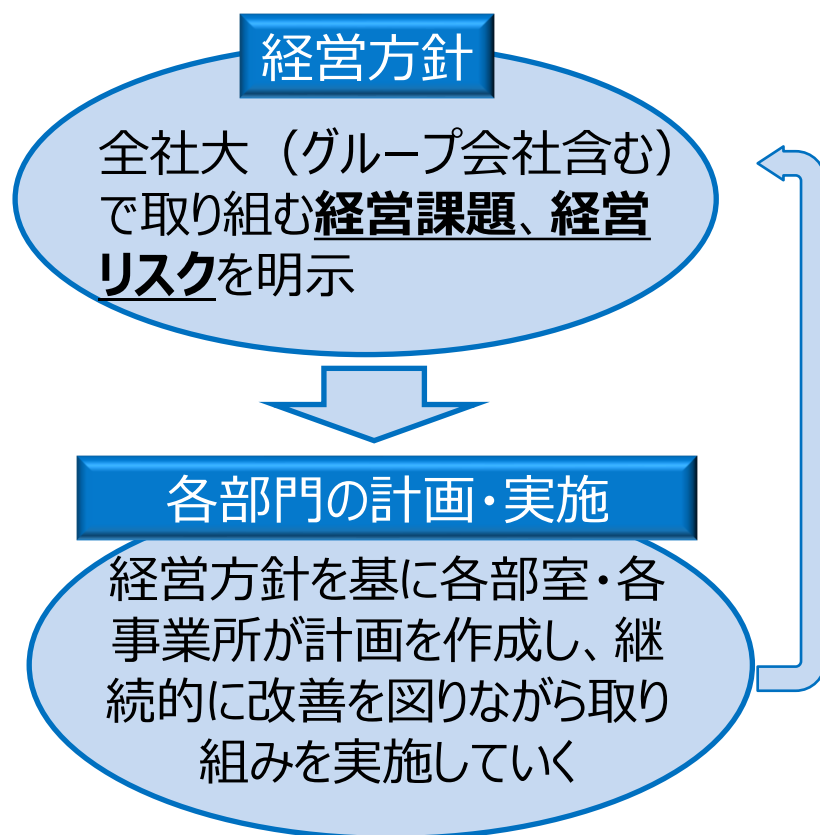 経営方針
全社大（グループ会社含む）
で取り組む経営課題、経営
リスクを明示
各部門の計画・実施
経営方針を基に各部室・各
事業所が計画を作成し、継
続的に改善を図りながら取り
組みを実施していく